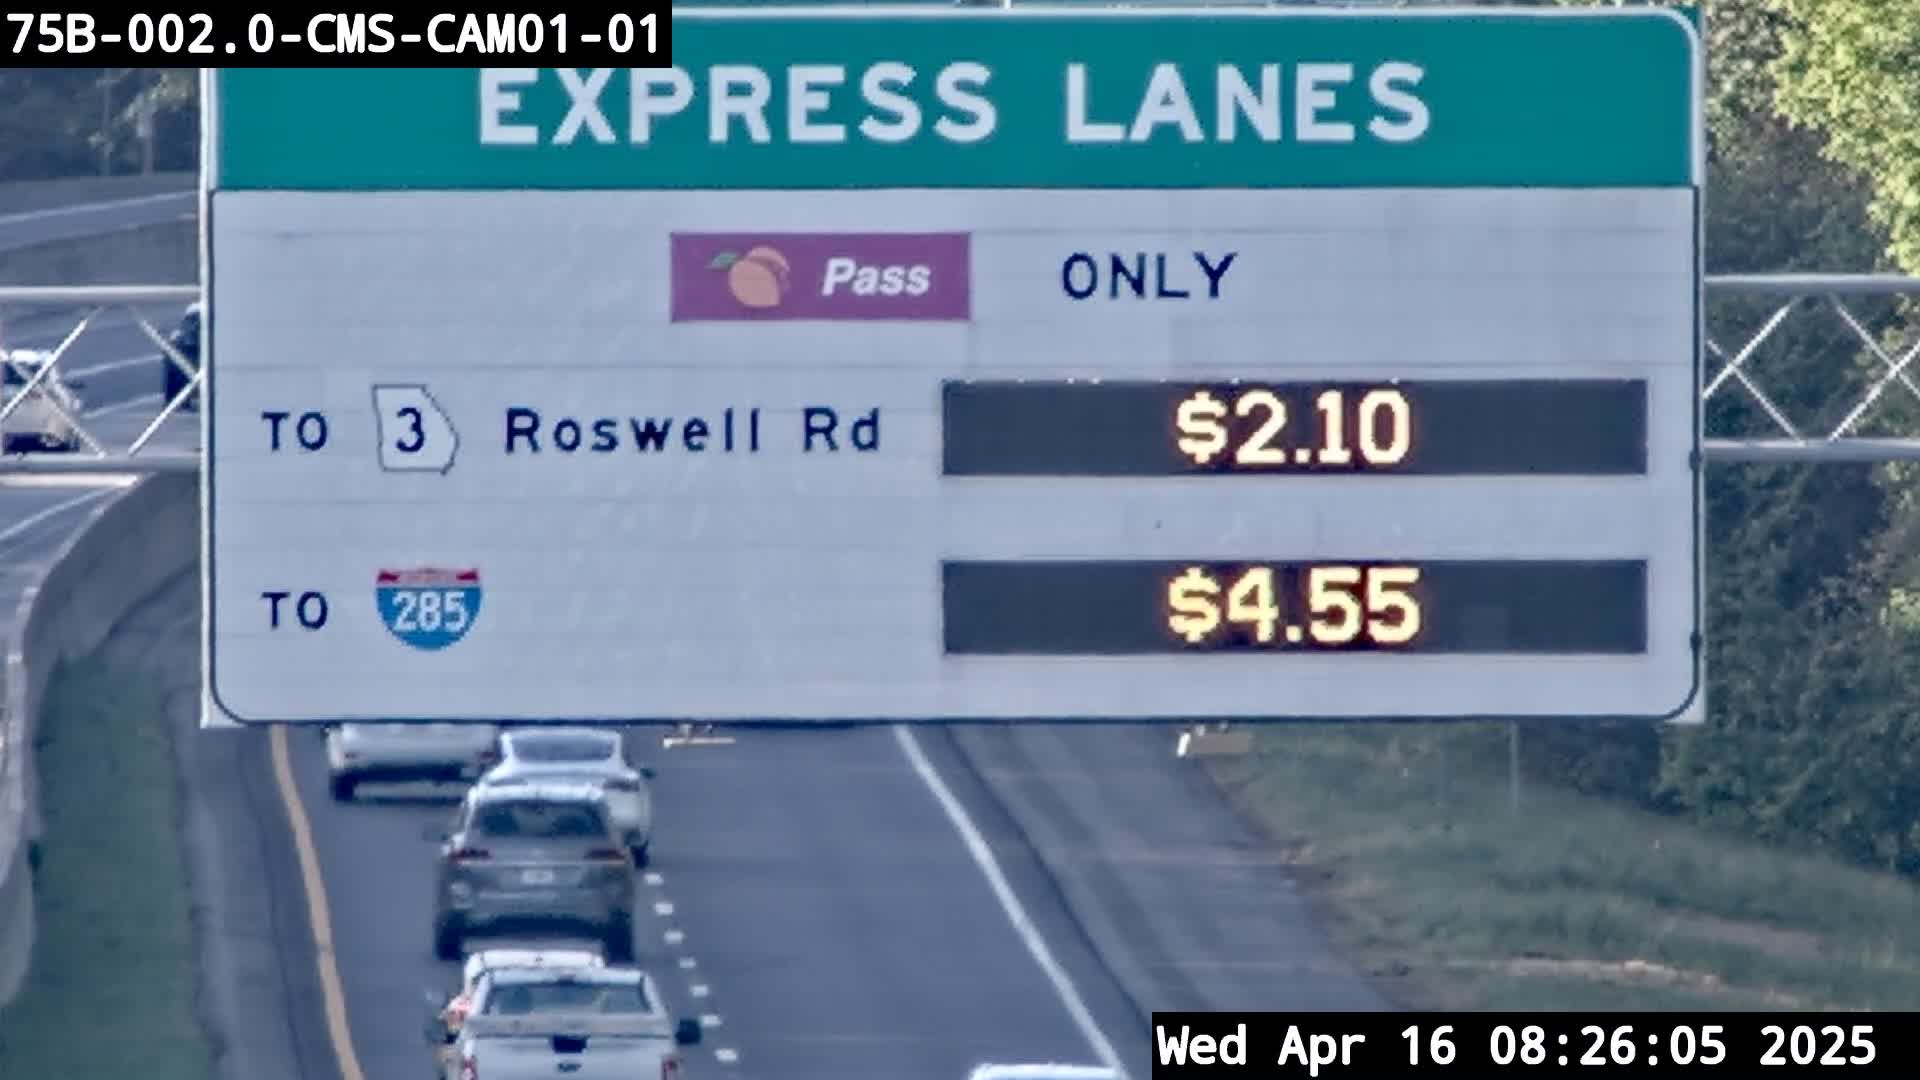 75B-002.0-CMS-CAM01-01
EXPRESS LANES
Pass ONLY
TO 3 Roswell Rd $2.10
TO 285 $4.55
Wed Apr 16 08:26:05 2025